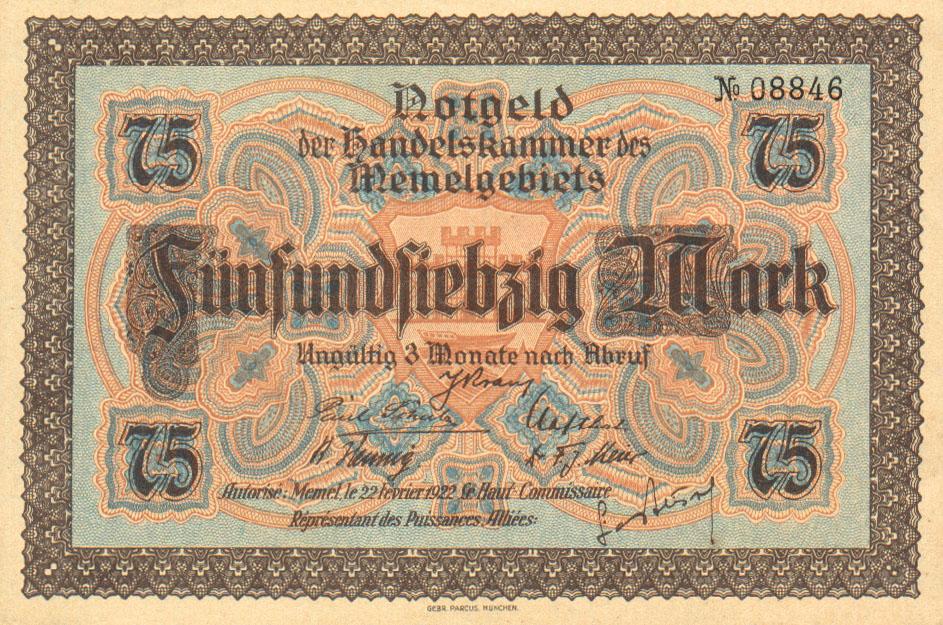 № 08846
75 75
Notgeld
der Handelskammer des
Memelgebiets
Fünfundsiebzig Mark
Ungültig 3 Monate nach Abruf
75 75
Autorisé: Memel, le 22 février 1922 Le Haut-Commissaire
Représentant des Puissances Alliées:
GEBR. PARCUS, MÜNCHEN.